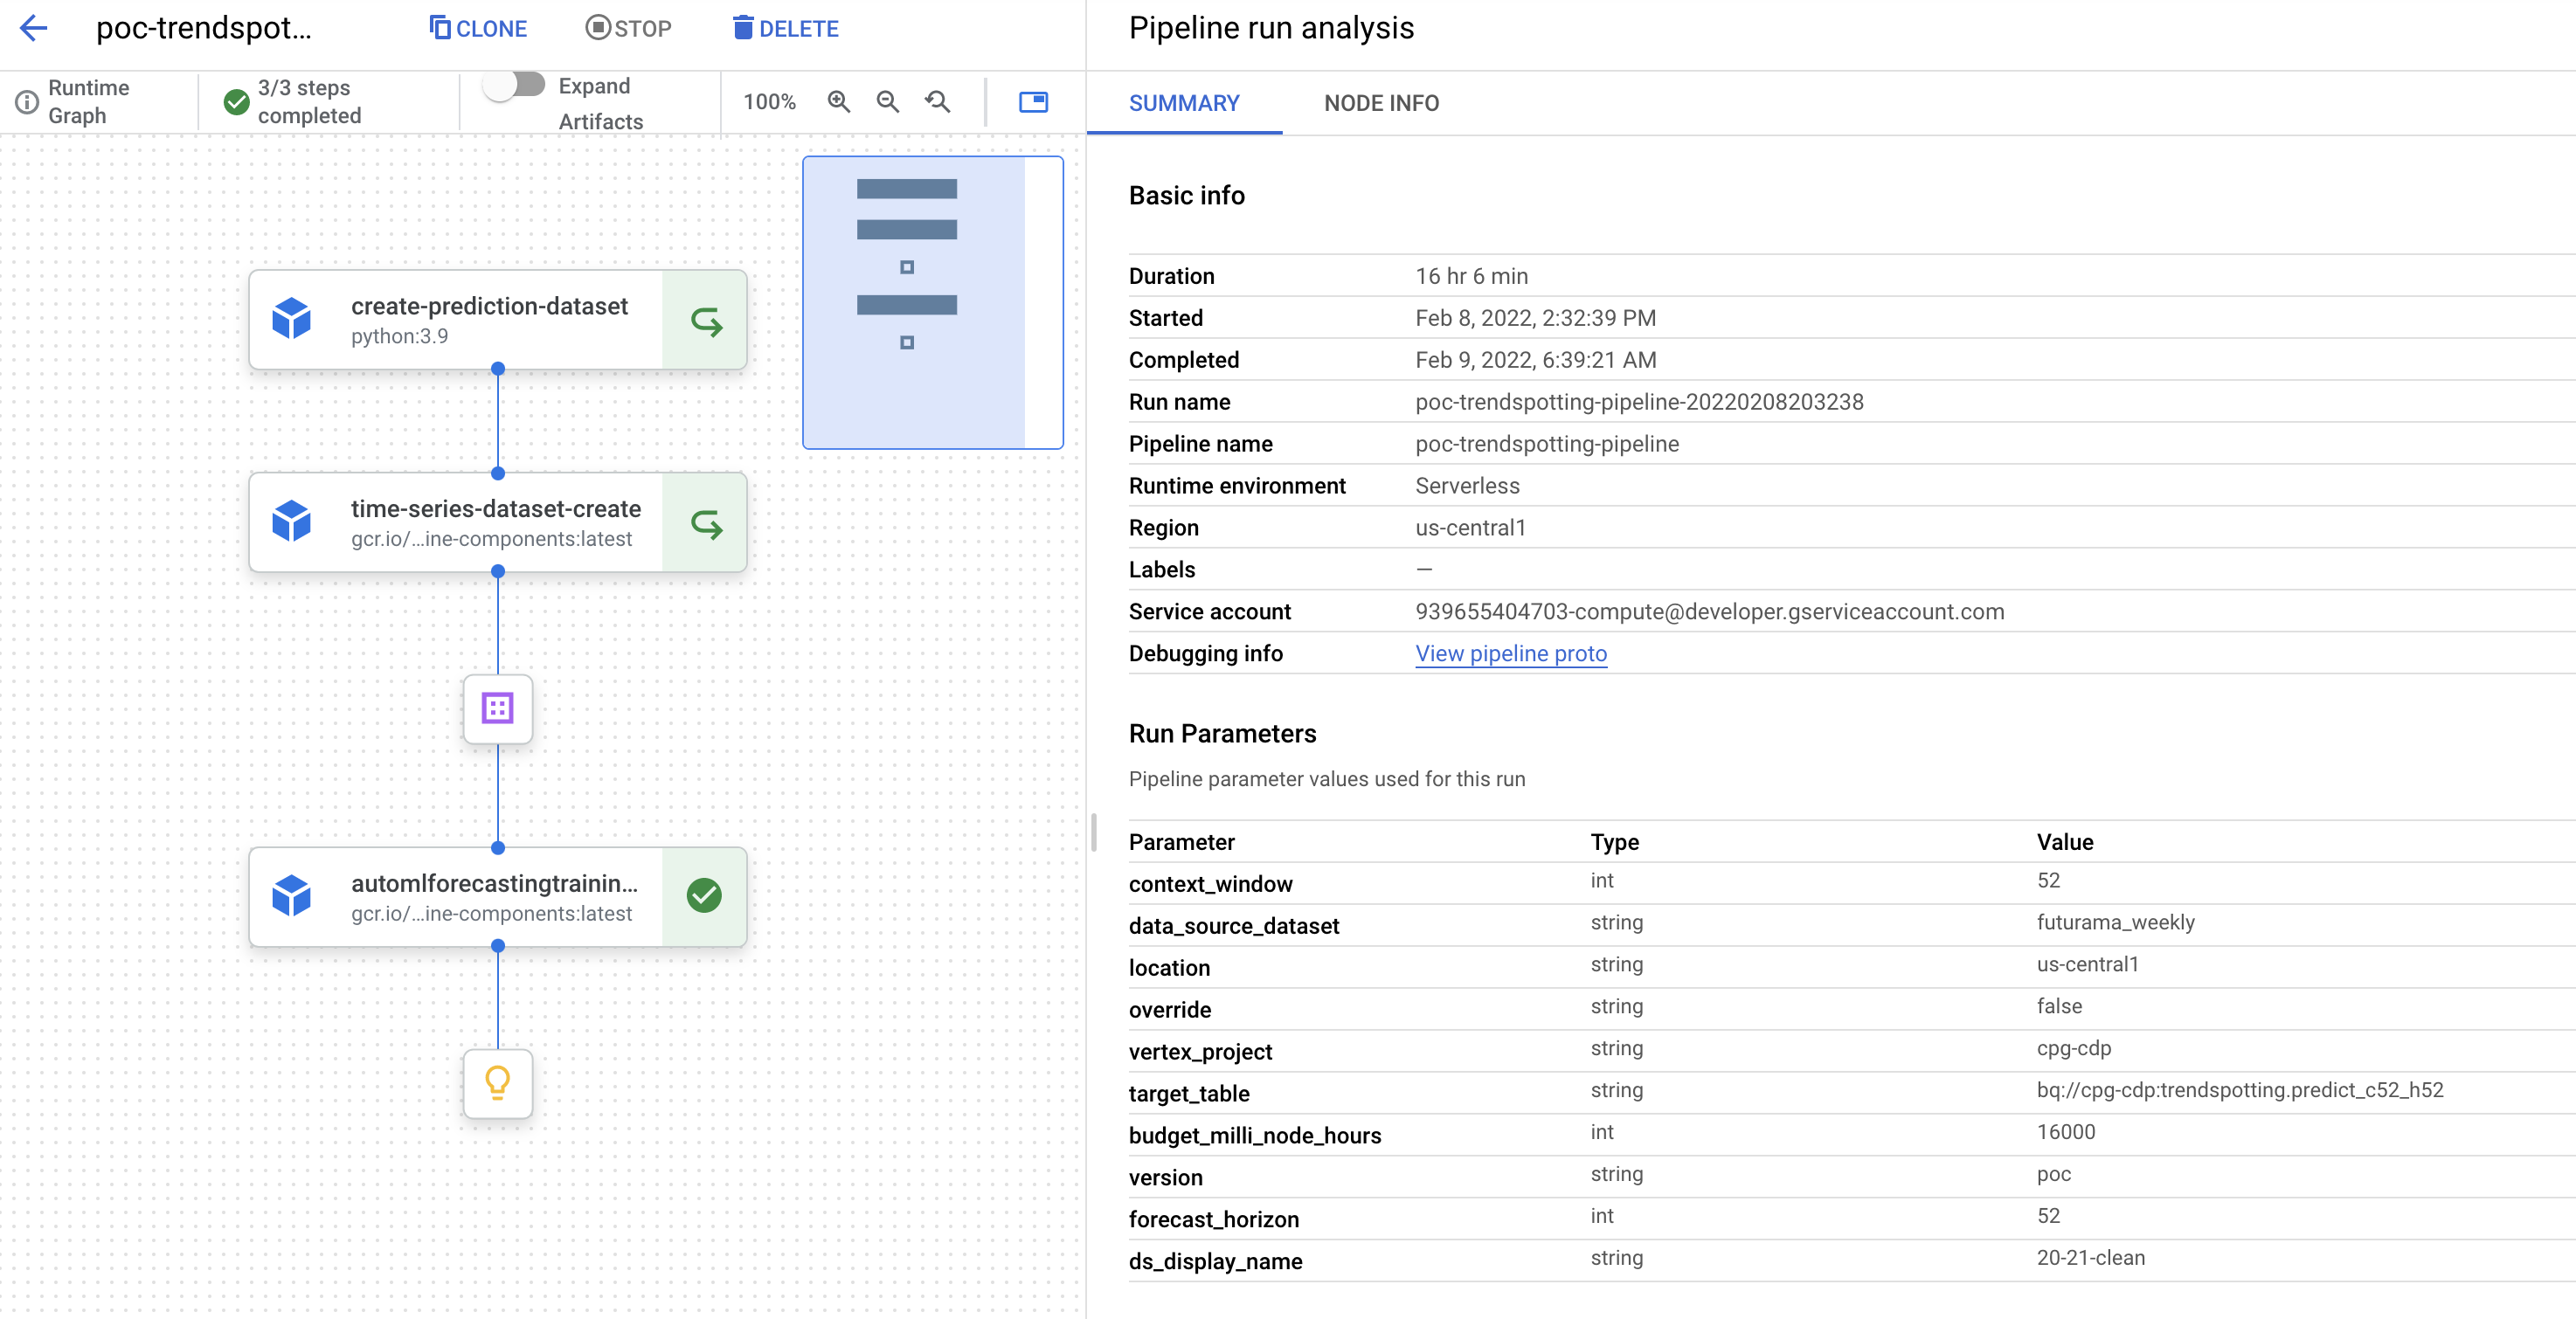 poc-trendspot...
CLONE
STOP
DELETE
Runtime
Graph
3/3 steps
completed
Expand
Artifacts
100%
create-prediction-dataset
python:3.9
time-series-dataset-create
gcr.io/...ine-components:latest
automlforecastingtrainin...
gcr.io/...ine-components:latest
Pipeline run analysis
SUMMARY
NODE INFO
Basic info
Duration 16 hr 6 min
Started Feb 8, 2022, 2:32:39 PM
Completed Feb 9, 2022, 6:39:21 AM
Run name poc-trendspotting-pipeline-20220208203238
Pipeline name poc-trendspotting-pipeline
Runtime environment Serverless
Region us-central1
Labels —
Service account 939655404703-compute@developer.gserviceaccount.com
Debugging info View pipeline proto
Run Parameters
Pipeline parameter values used for this run
Parameter Type Value
context_window int 52
data_source_dataset string futurama_weekly
location string us-central1
override string false
vertex_project string cpg-cdp
target_table string bq://cpg-cdp:trendspotting.predict_c52_h52
budget_milli_node_hours int 16000
version string poc
forecast_horizon int 52
ds_display_name string 20-21-clean